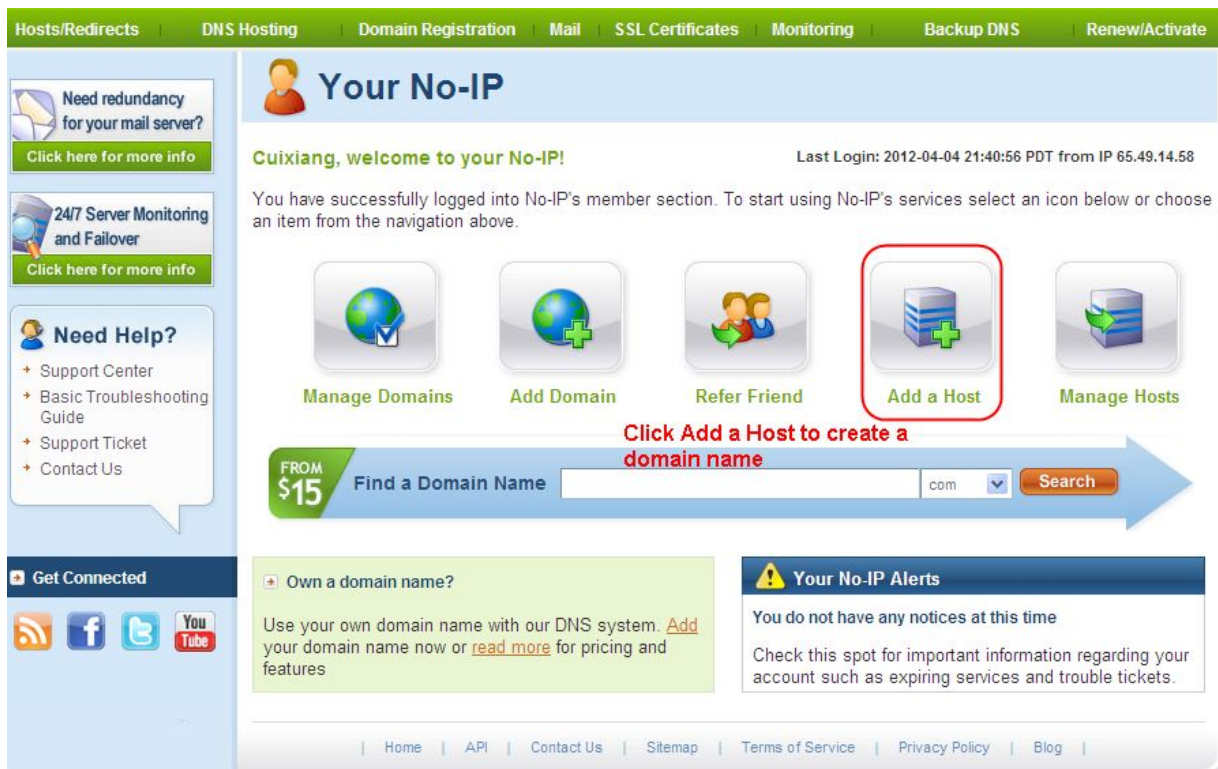 Hosts/Redirects DNS Hosting Domain Registration Mail SSL Certificates Monitoring Backup DNS Renew/Activate
Need redundancy
for your mail server?
Click here for more info
24/7 Server Monitoring
and Failover
Click here for more info
Need Help?
Support Center
Basic Troubleshooting
Guide
Support Ticket
Contact Us
Get Connected
You
Tube
Your No-IP
Cuixiang, welcome to your No-IP!
Last Login: 2012-04-04 21:40:56 PDT from IP 65.49.14.58
You have successfully logged into No-IP's member section. To start using No-IP's services select an icon below or choose
an item from the navigation above.
Manage Domains Add Domain Refer Friend Add a Host Manage Hosts
Click Add a Host to create a
domain name
FROM
$15
Find a Domain Name com Search
Own a domain name?
Use your own domain name with our DNS system. Add
your domain name now or read more for pricing and
features
Your No-IP Alerts
You do not have any notices at this time
Check this spot for important information regarding your
account such as expiring services and trouble tickets.
| Home | API | Contact Us | Sitemap | Terms of Service | Privacy Policy | Blog |